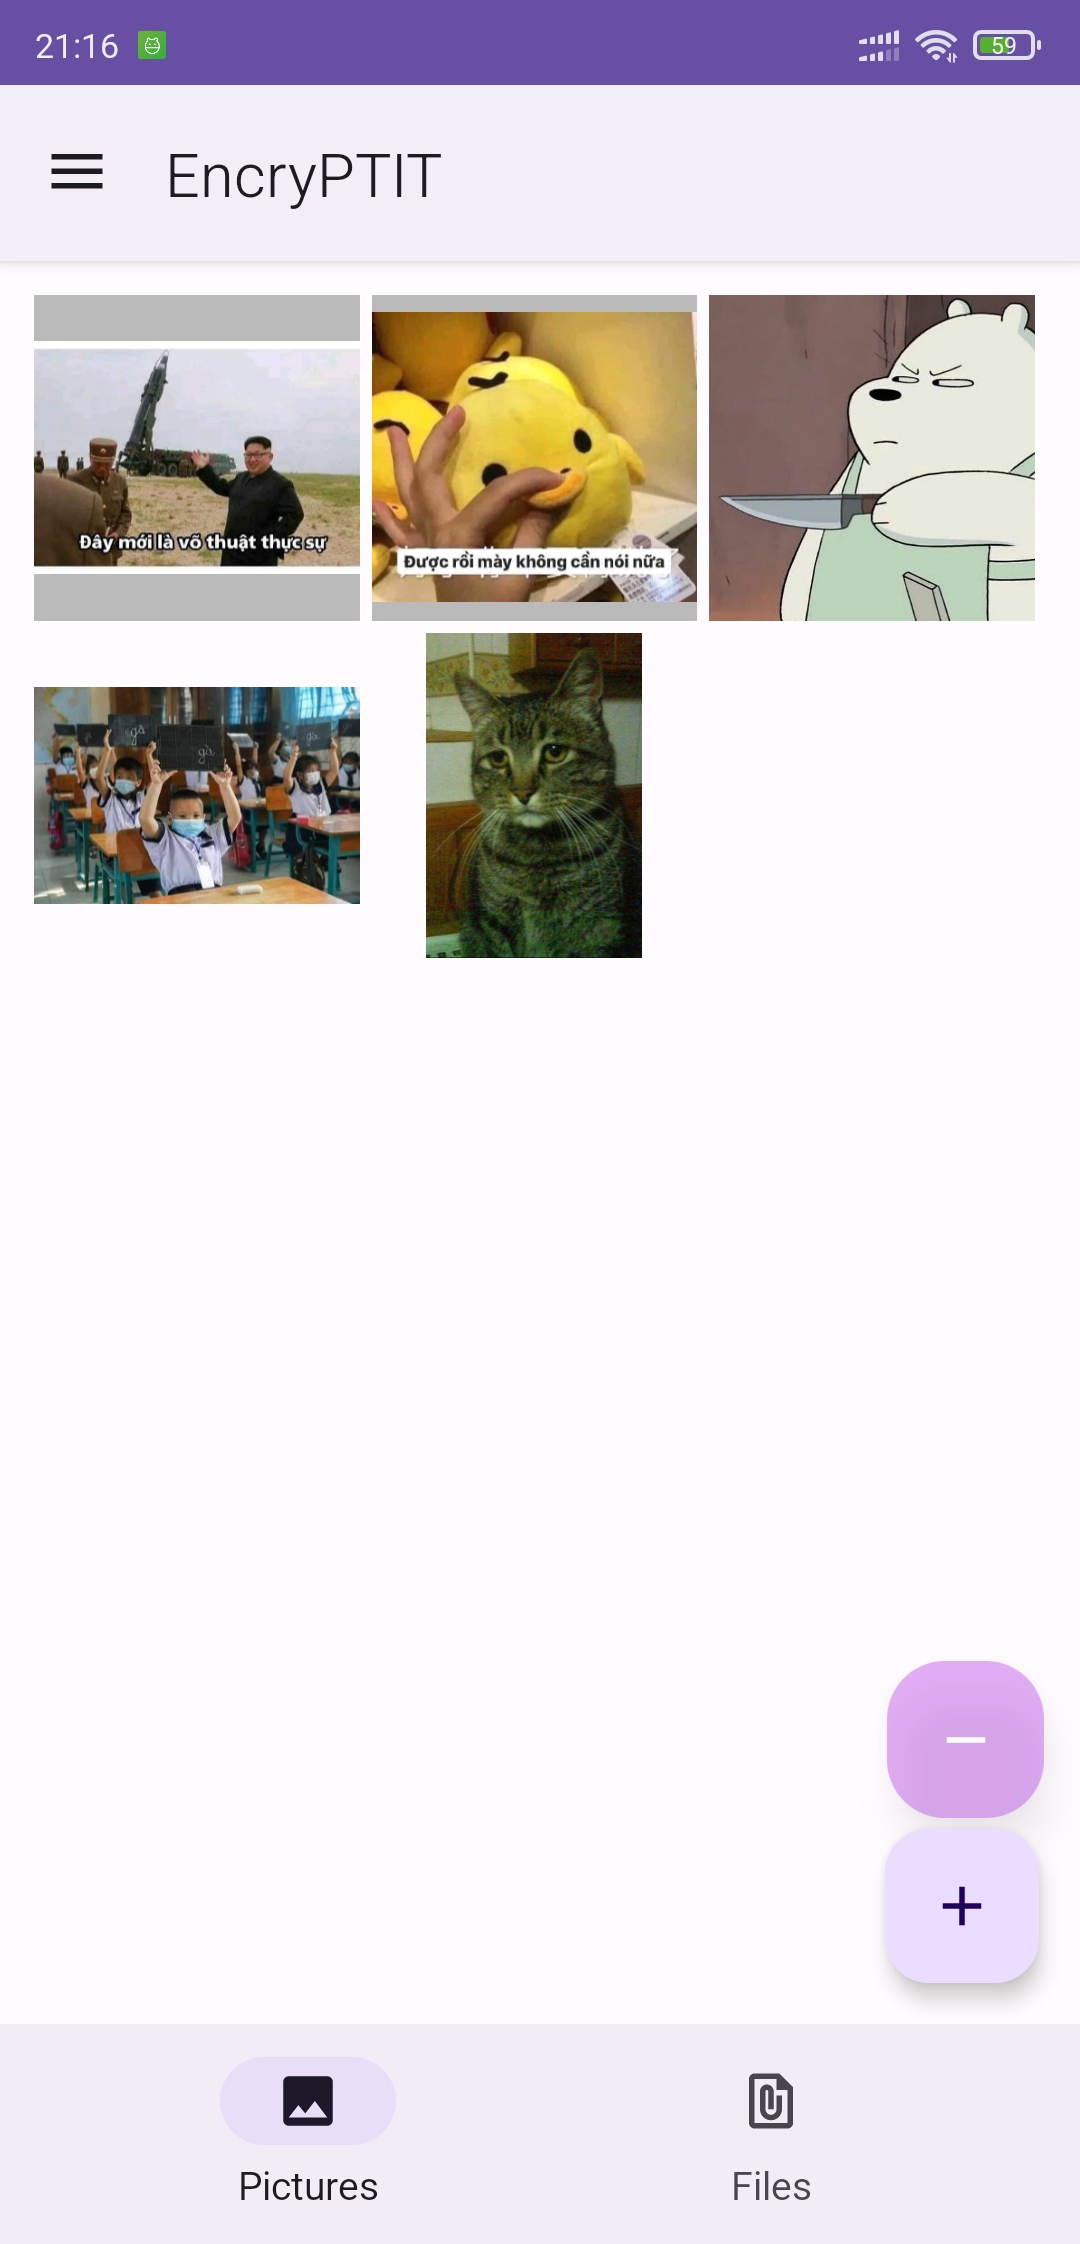 21:16
59
EncryPTIT
Đây mới là võ thuật thực sự
Được rồi mày không cần nói nữa
gà
gà
gà
Pictures
Files